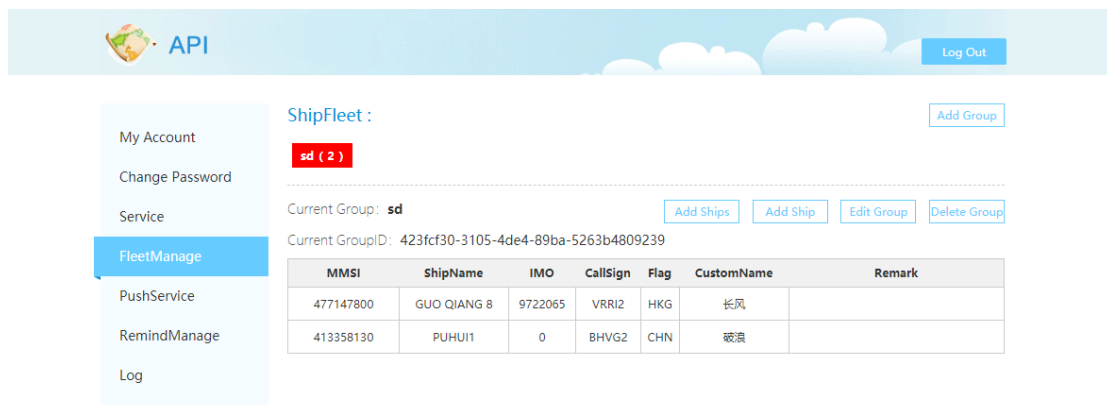 API
Log Out
My Account
Change Password
Service
FleetManage
PushService
RemindManage
Log
ShipFleet :
Add Group
sd ( 2 )
Current Group: sd
Add Ships Add Ship Edit Group Delete Group
Current GroupID: 423fcf30-3105-4de4-89ba-5263b4809239
MMSI ShipName IMO CallSign Flag CustomName Remark
477147800 GUO QIANG 8 9722065 VRRI2 HKG 长风
413358130 PUHUI1 0 BHVG2 CHN 破浪